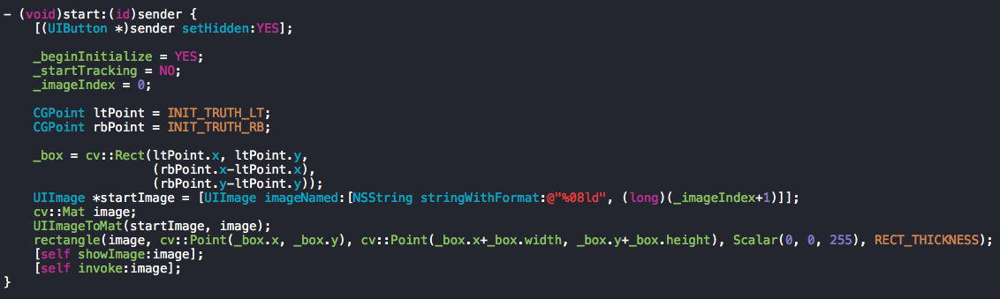 - (void)start:(id)sender {
    [(UIButton *)sender setHidden:YES];

    _beginInitialize = YES;
    _startTracking = NO;
    _imageIndex = 0;

    CGPoint ltPoint = INIT_TRUTH_LT;
    CGPoint rbPoint = INIT_TRUTH_RB;

    _box = cv::Rect(ltPoint.x, ltPoint.y,
                    (rbPoint.x-ltPoint.x),
                    (rbPoint.y-ltPoint.y));
    UIImage *startImage = [UIImage imageNamed:[NSString stringWithFormat:@"%08ld", (long)(_imageIndex+1)]];
    cv::Mat image;
    UIImageToMat(startImage, image);
    rectangle(image, cv::Point(_box.x, _box.y), cv::Point(_box.x+_box.width, _box.y+_box.height), Scalar(0, 0, 255), RECT_THICKNESS);
    [self showImage:image];
    [self invoke:image];
}